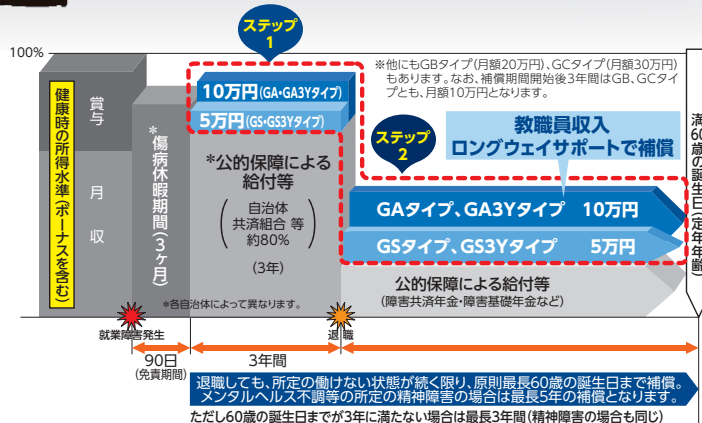 ステップ
1
100%
※他にもGBタイプ(月額20万円)、GCタイプ(月額30万円)
もあります。なお、補償期間開始後3年間はGB、GCタイ
プとも、月額10万円となります。
健康時の所得水準(ボーナスを含む)
賞与
月収
*傷病休暇期間(3ヶ月)
10万円(GA・GA3Yタイプ)
5万円(GS・GS3Yタイプ)
*公的保障による
給付等
(自治体
共済組合 等
約80%)
(3年)
*各自治体によって異なります。
ステップ
2
教職員収入
ロングウェイサポートで補償
GAタイプ、GA3Yタイプ 10万円
GSタイプ、GS3Yタイプ 5万円
公的保障による給付等
(障害共済年金・障害基礎年金など)
満60歳の誕生日(定年年齢)
就業障害発生
退職
90日
(免責期間)
3年間
退職しても、所定の働けない状態が続く限り、原則最長60歳の誕生日まで補償。
メンタルヘルス不調等の所定の精神障害の場合は最長5年の補償となります。
ただし60歳の誕生日までが3年に満たない場合は最長3年間(精神障害の場合も同じ)